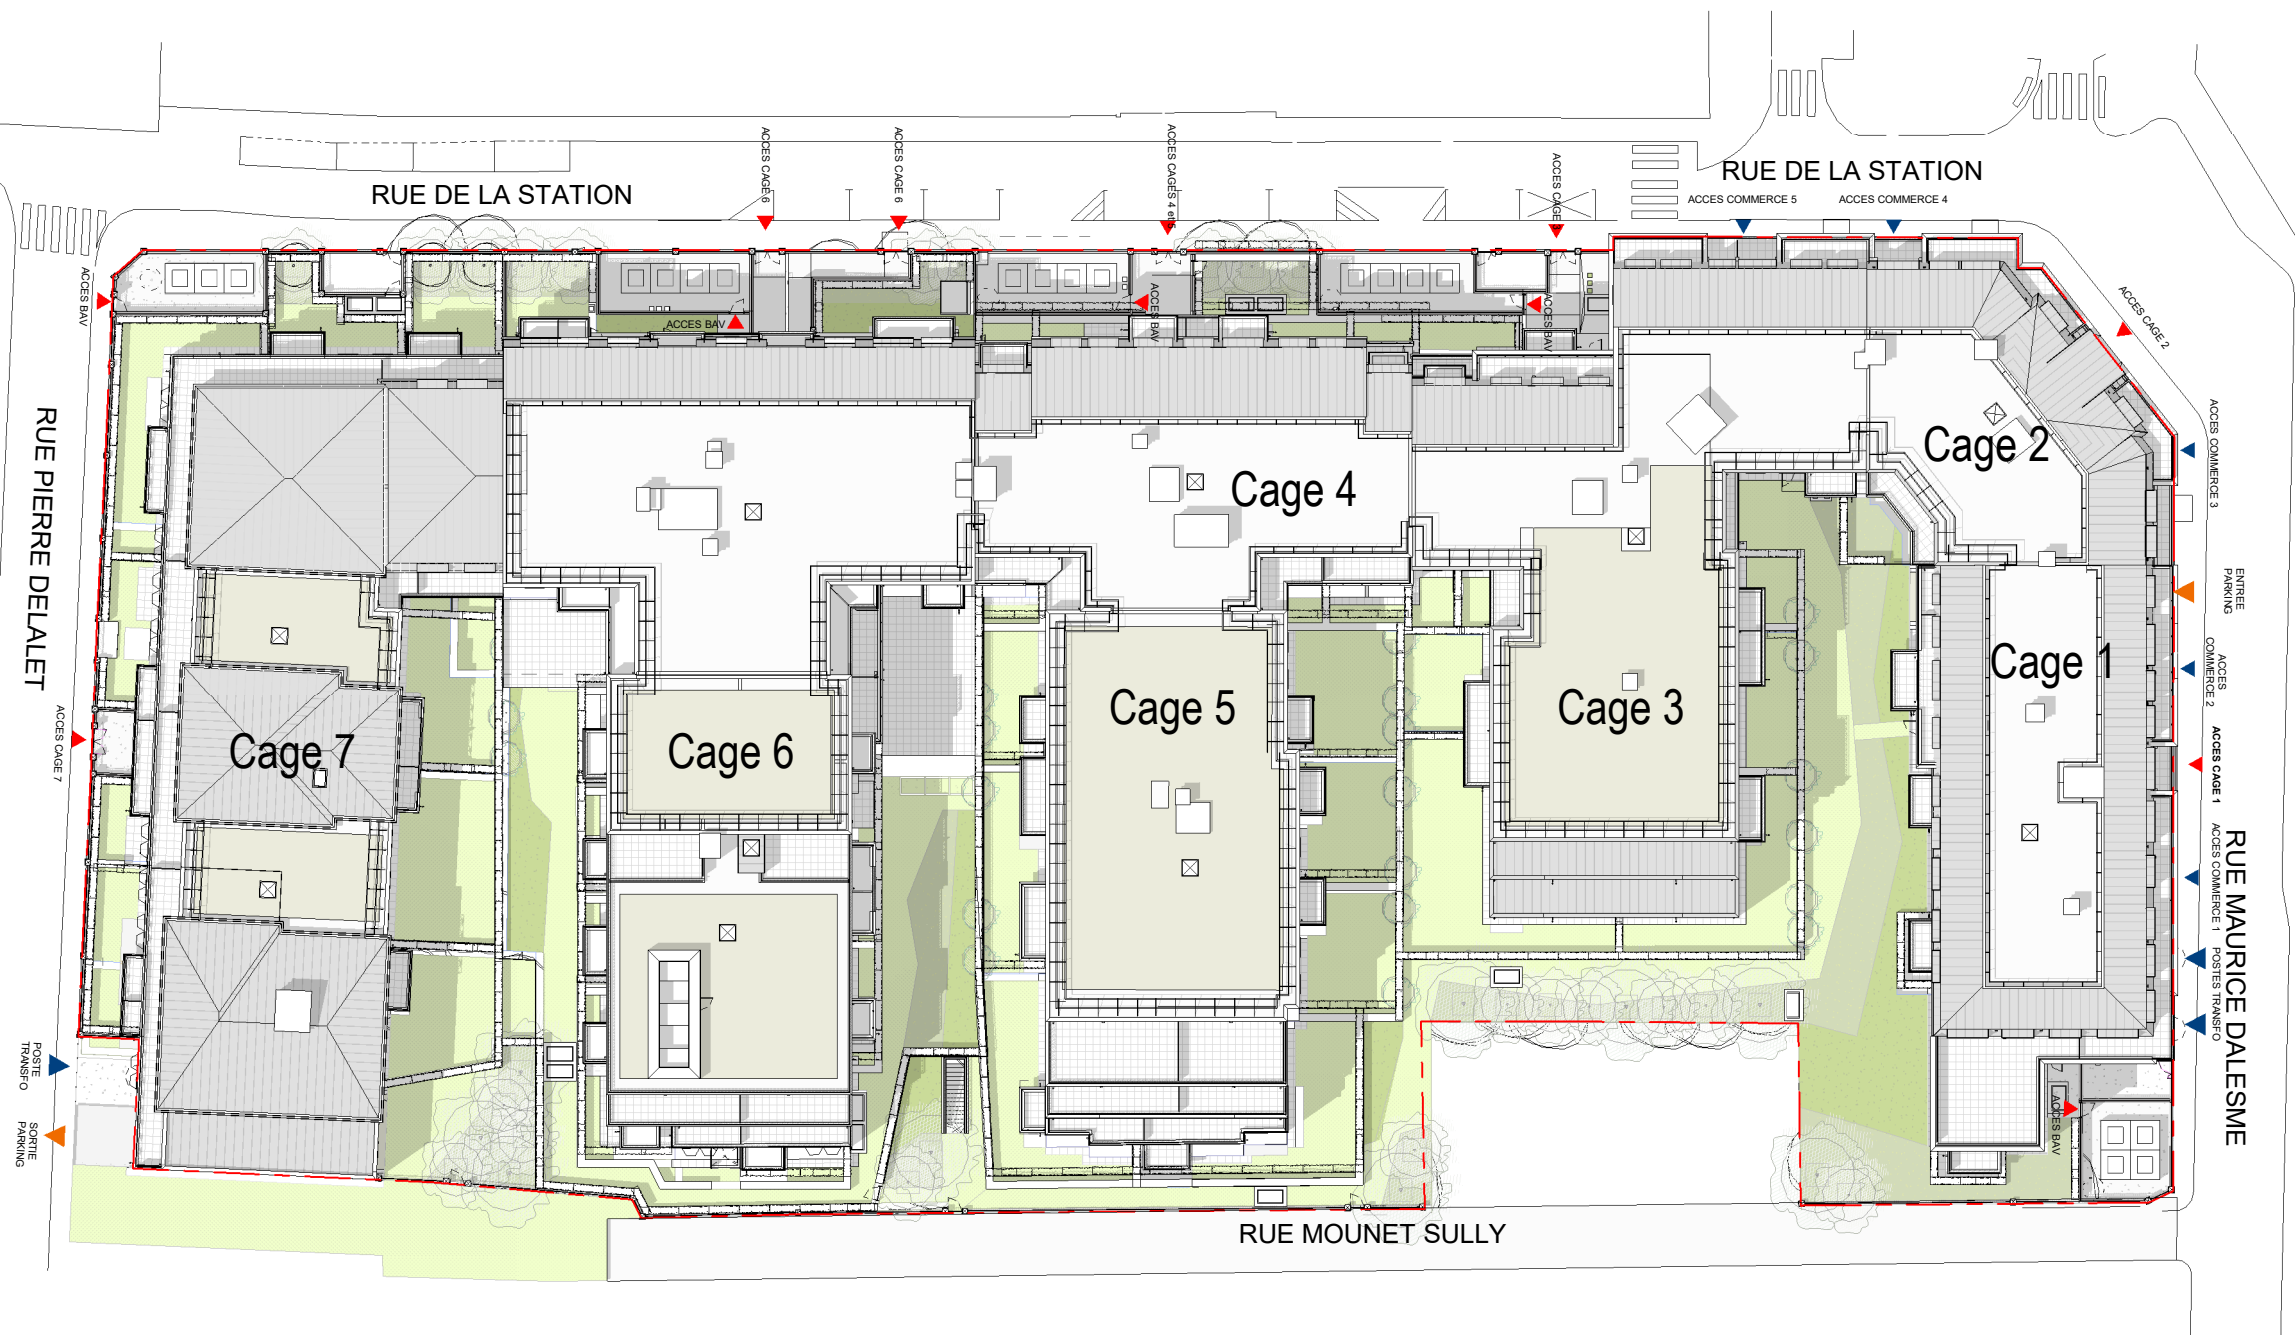 ACCES CAGE 6
ACCES CAGE 6
ACCES CAGES 4 et 5
ACCES CAGE 3
RUE DE LA STATION
RUE DE LA STATION
ACCES COMMERCE 5
ACCES COMMERCE 4
ACCES BAV
ACCES BAV
ACCES BAV
ACCES BAV
ACCES CAGE 2
RUE PIERRE DELALET
ACCES COMMERCE 3
Cage 2
Cage 4
ENTREE
PARKING
Cage 1
ACCES
COMMERCE 2
Cage 5
Cage 3
ACCES CAGE 7
Cage 7
Cage 6
ACCES CAGE 1
ACCES COMMERCE 1
RUE MAURICE DALESME
POSTES TRANSFO
POSTE
TRANSFO
SORTIE
PARKING
ACCES BAV
RUE MOUNET SULLY